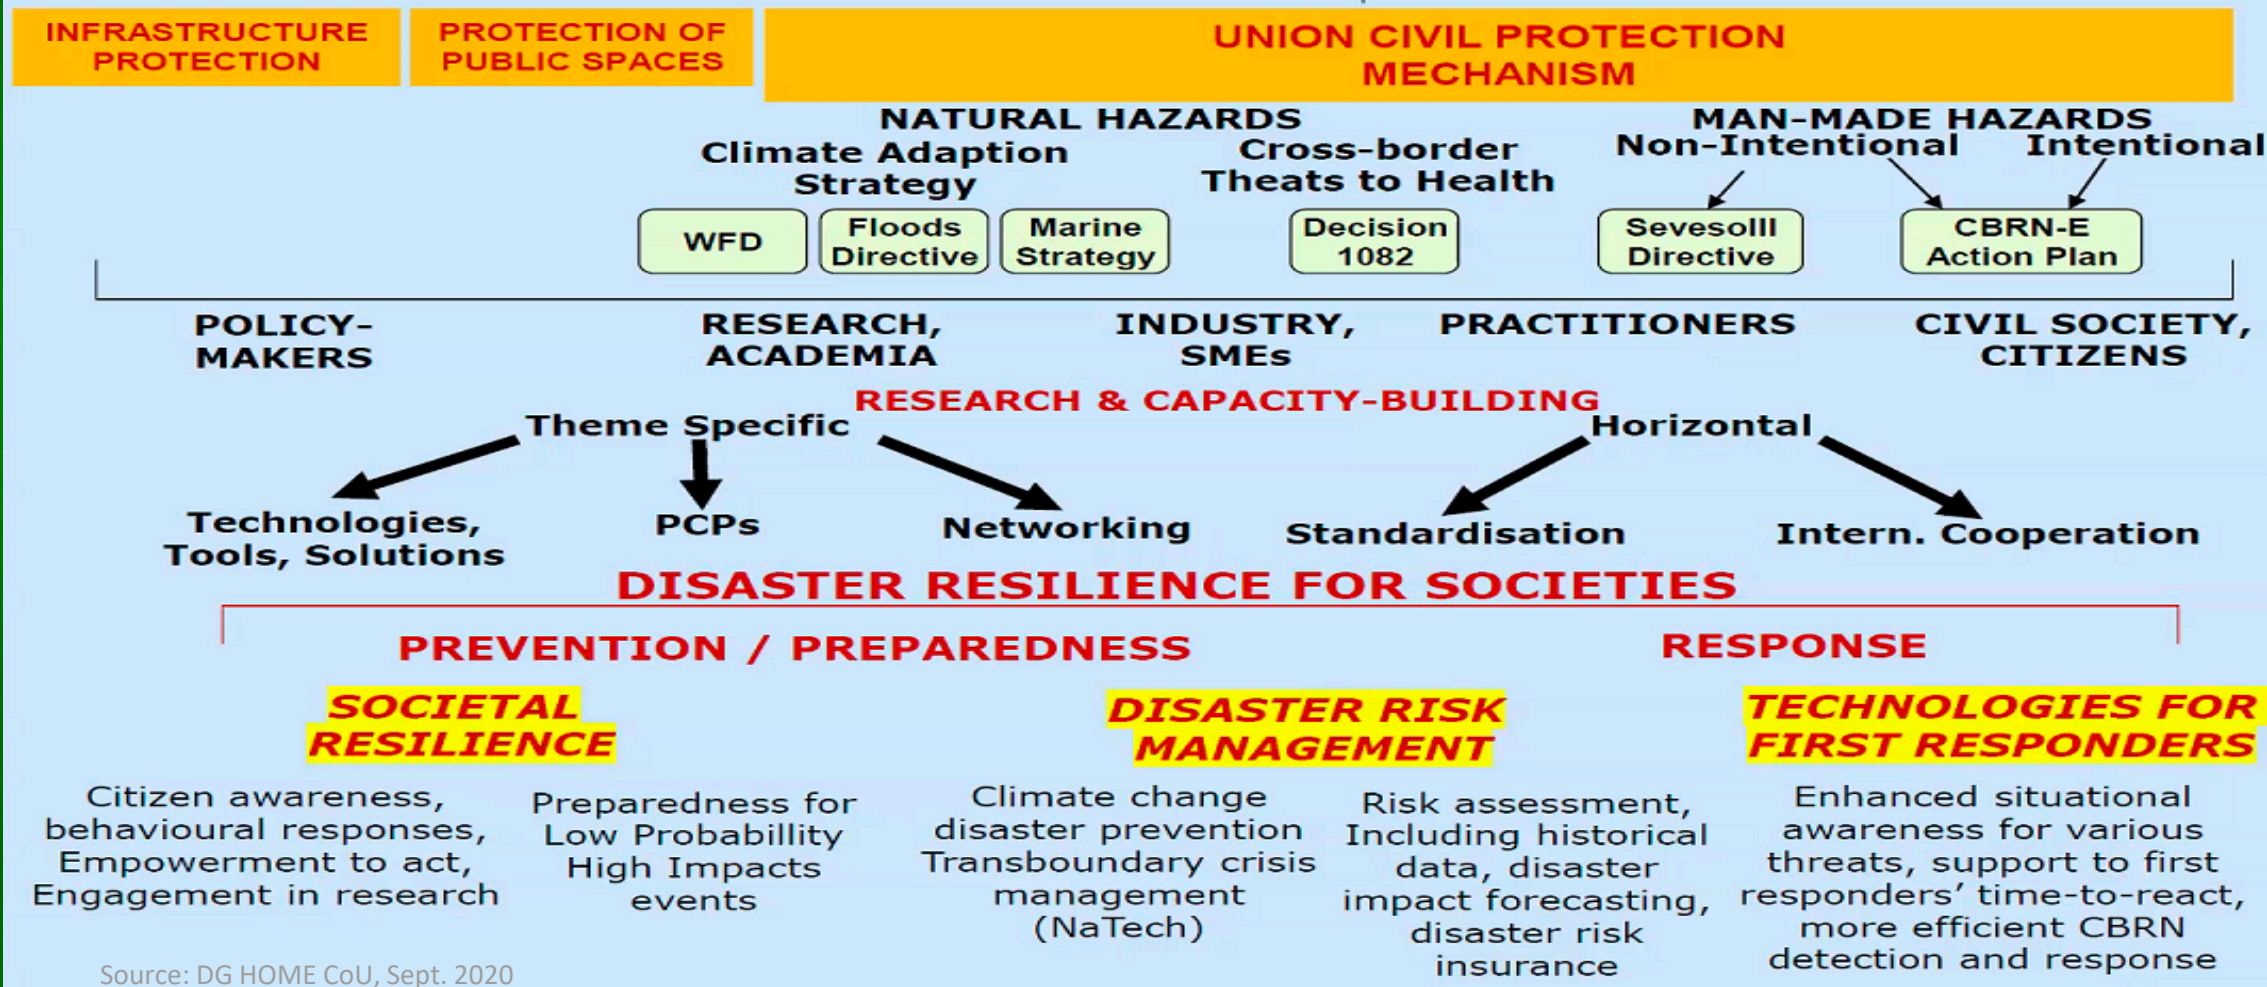 INFRASTRUCTURE
PROTECTION
PROTECTION OF
PUBLIC SPACES
UNION CIVIL PROTECTION
MECHANISM
NATURAL HAZARDS
MAN-MADE HAZARDS
Climate Adaption
Strategy
Cross-border
Theats to Health
Non-Intentional
Intentional
WFD
Floods
Directive
Marine
Strategy
Decision
1082
SevesoIII
Directive
CBRN-E
Action Plan
POLICY-
MAKERS
RESEARCH,
ACADEMIA
INDUSTRY,
SMEs
PRACTITIONERS
CIVIL SOCIETY,
CITIZENS
RESEARCH & CAPACITY-BUILDING
Theme Specific
Horizontal
Technologies,
Tools, Solutions
PCPs
Networking
Standardisation
Intern. Cooperation
DISASTER RESILIENCE FOR SOCIETIES
PREVENTION / PREPAREDNESS
RESPONSE
SOCIETAL
RESILIENCE
DISASTER RISK
MANAGEMENT
TECHNOLOGIES FOR
FIRST RESPONDERS
Citizen awareness,
behavioural responses,
Empowerment to act,
Engagement in research
Preparedness for
Low Probabillity
High Impacts
events
Climate change
disaster prevention
Transboundary crisis
management
(NaTech)
Risk assessment,
Including historical
data, disaster
impact forecasting,
disaster risk
insurance
Enhanced situational
awareness for various
threats, support to first
responders’ time-to-react,
more efficient CBRN
detection and response
Source: DG HOME CoU, Sept. 2020